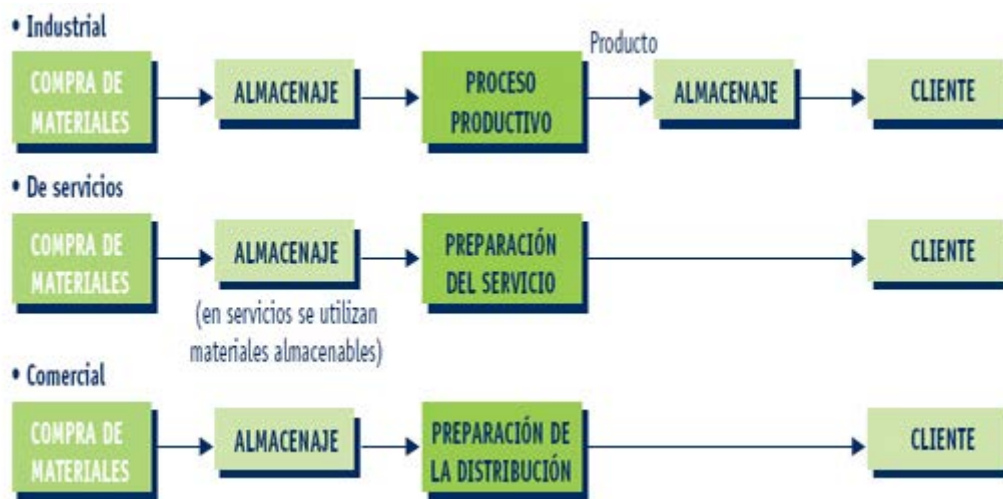 • Industrial
COMPRA DE
MATERIALES
ALMACENAJE
PROCESO
PRODUCTIVO
Producto
ALMACENAJE
CLIENTE
• De servicios
COMPRA DE
MATERIALES
ALMACENAJE
(en servicios se utilizan
materiales almacenables)
PREPARACIÓN
DEL SERVICIO
CLIENTE
• Comercial
COMPRA DE
MATERIALES
ALMACENAJE
PREPARACIÓN DE
LA DISTRIBUCIÓN
CLIENTE